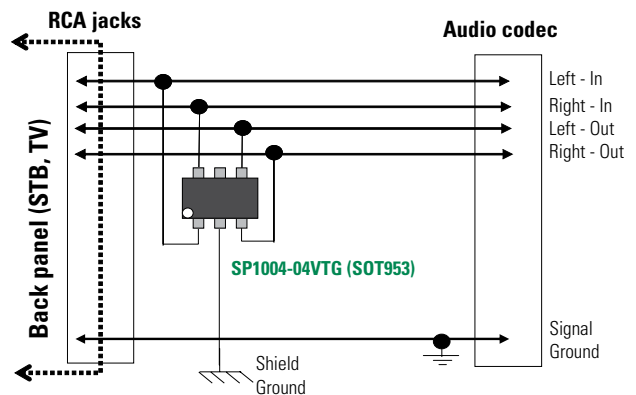 RCA jacks
Audio codec
Back panel (STB, TV)
Left - In
Right - In
Left - Out
Right - Out
SP1004-04VTG (SOT953)
Signal
Ground
Shield
Ground